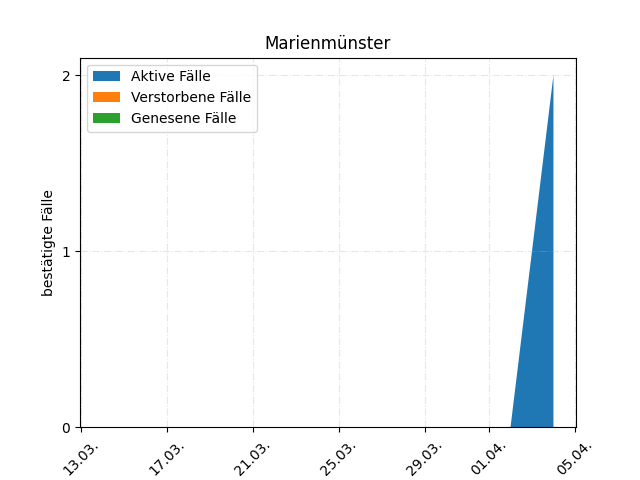 Marienmünster
Aktive Fälle
Verstorbene Fälle
Genesene Fälle
bestätigte Fälle
2
1
0
13.03.
17.03.
21.03.
25.03.
29.03.
01.04.
05.04.